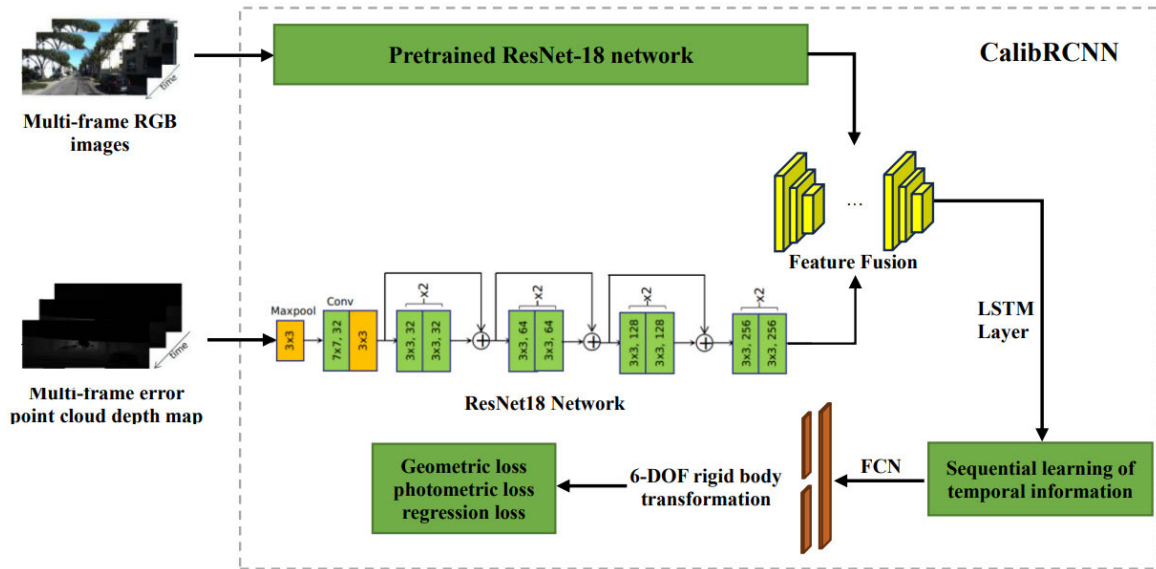 time
Multi-frame RGB
images
Pretrained ResNet-18 network
CalibRCNN
...
Feature Fusion
LSTM
Layer
time
Multi-frame error
point cloud depth map
Maxpool
3x3
Conv
7x7, 32
3x3
-x2
3x3, 32
3x3, 32
-x2
3x3, 64
3x3, 64
-x2
3x3, 128
3x3, 128
-x2
3x3, 256
3x3, 256
ResNet18 Network
Geometric loss
photometric loss
regression loss
6-DOF rigid body
transformation
FCN
Sequential learning of
temporal information